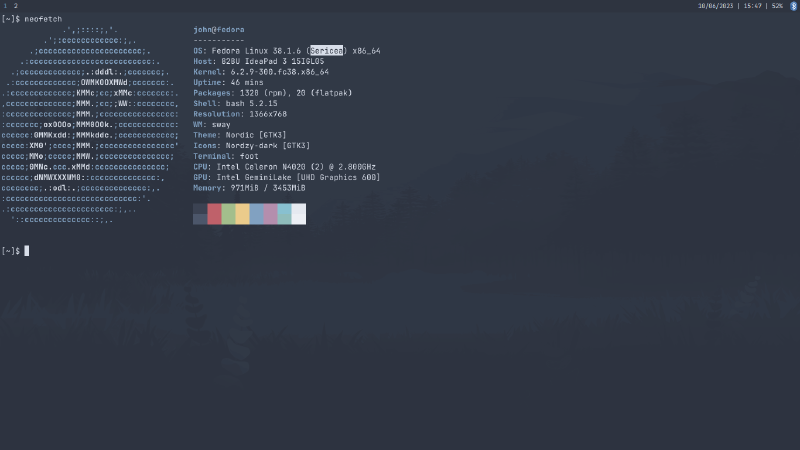 1 2
10/06/2023 | 15:47 | 52%
[~]$ neofetch
john@fedora
-----------
OS: Fedora Linux 38.1.6 (Sericea) x86_64
Host: 82BU IdeaPad 3 15IGL05
Kernel: 6.2.9-300.fc38.x86_64
Uptime: 46 mins
Packages: 1328 (rpm), 20 (flatpak)
Shell: bash 5.2.15
Resolution: 1366x768
WM: sway
Theme: Nordic [GTK3]
Icons: Nordzy-dark [GTK3]
Terminal: foot
CPU: Intel Celeron N4020 (2) @ 2.800GHz
GPU: Intel GeminiLake [UHD Graphics 600]
Memory: 971MiB / 3453MiB
[~]$